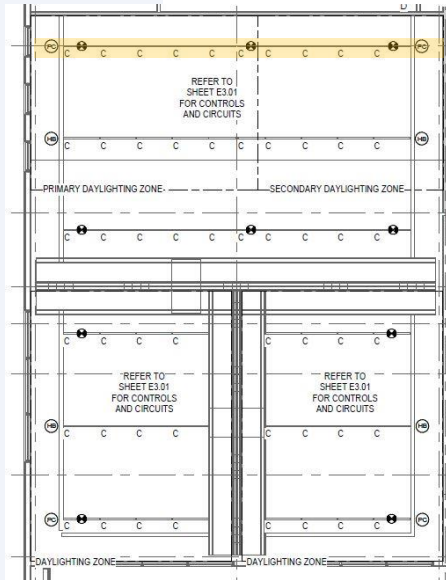 PC PC
C C C C C C C C C C
REFER TO
SHEET E3.01
FOR CONTROLS
AND CIRCUITS
HB HB
C C C C C C C C C C
PRIMARY DAYLIGHTING ZONE SECONDARY DAYLIGHTING ZONE
C C C C C C C C C C
C C C C C C C C
REFER TO
SHEET E3.01
FOR CONTROLS
AND CIRCUITS
REFER TO
SHEET E3.01
FOR CONTROLS
AND CIRCUITS
HB HB
C C C C C C C C
PC PC
C C C C C C C C
DAYLIGHTING ZONE DAYLIGHTING ZONE